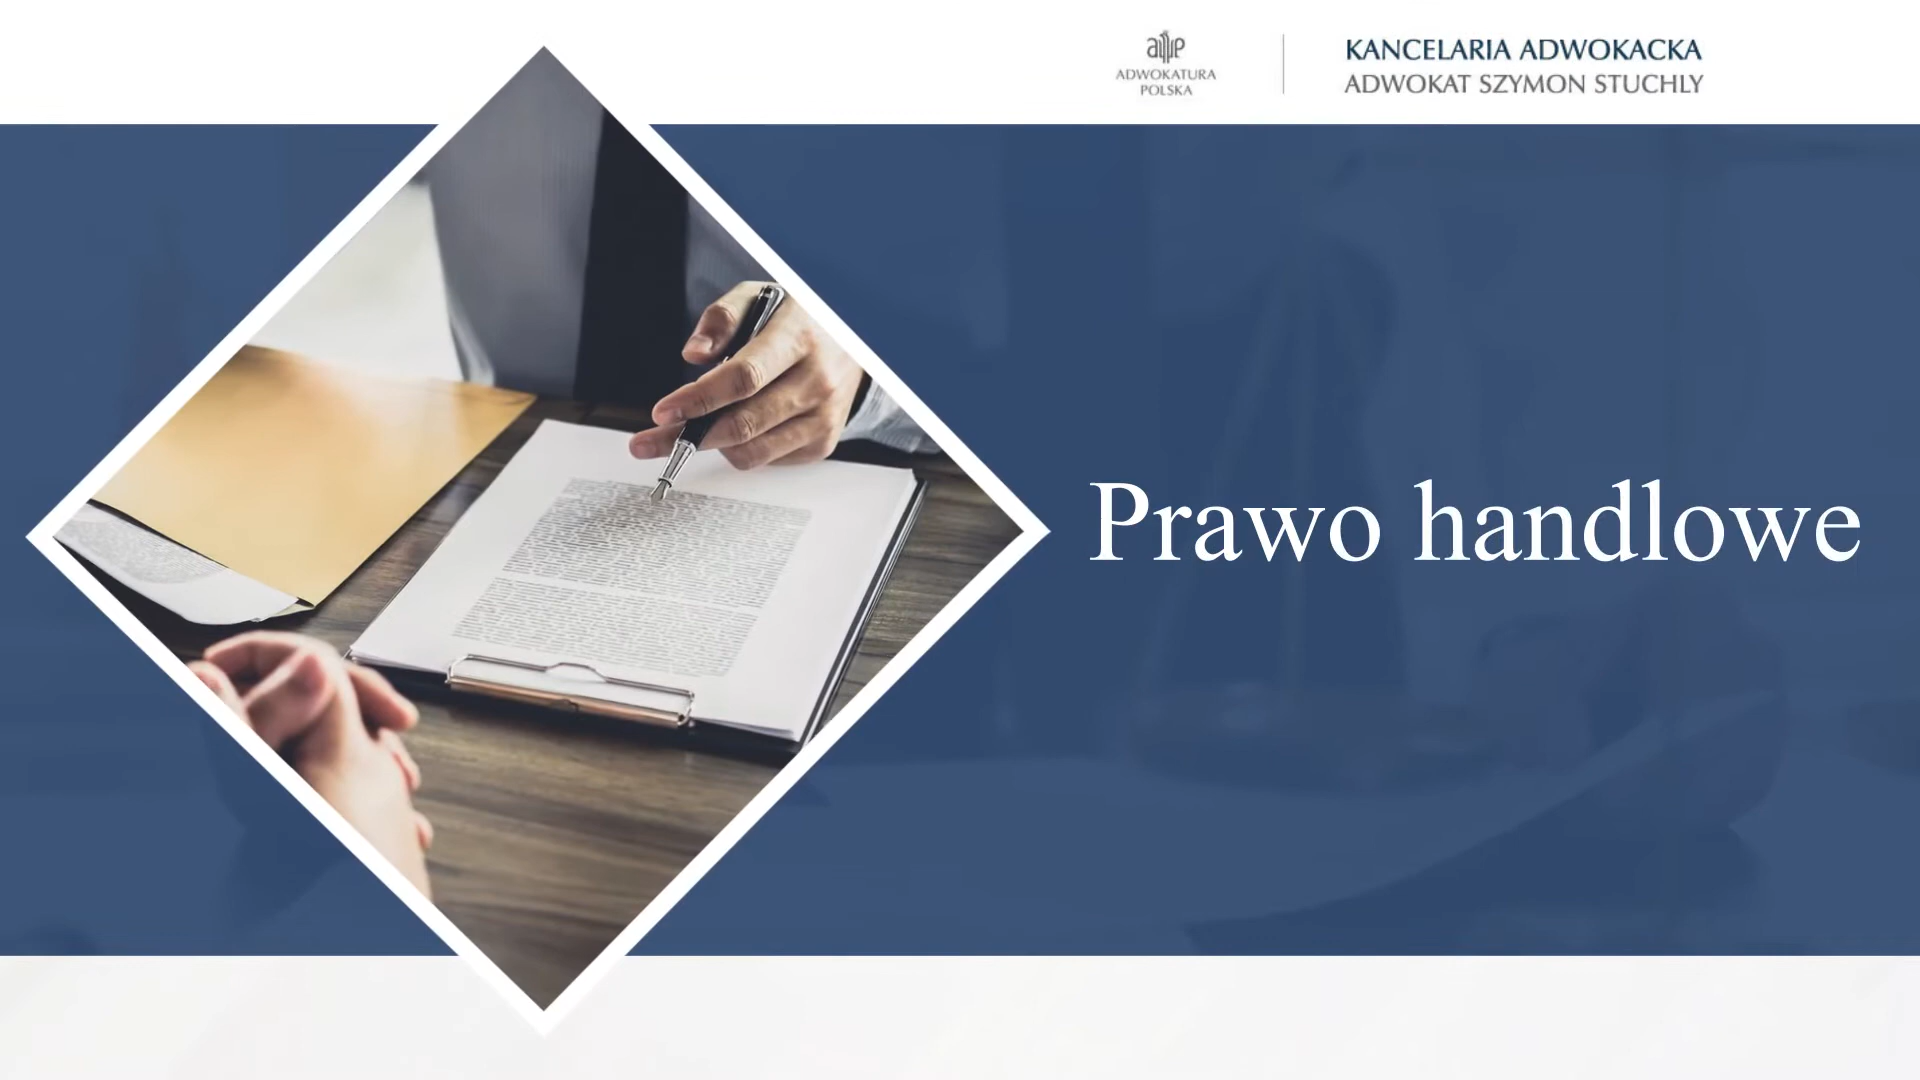 ADWOKATURA
POLSKA
KANCELARIA ADWOKACKA
ADWOKAT SZYMON STUCHLY
Prawo handlowe